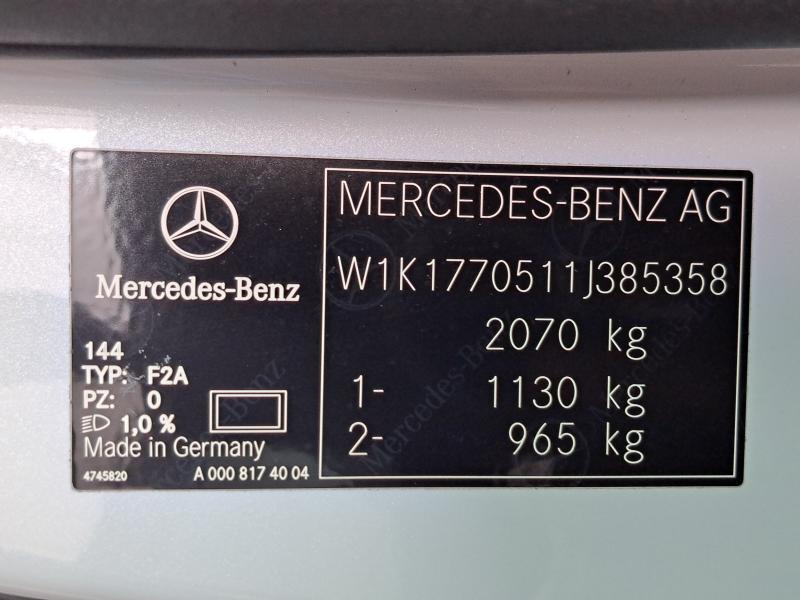 Mercedes-Benz
144
TYP: F2A
PZ: 0
1,0 %
Made in Germany
4745820 A 000 817 40 04
MERCEDES-BENZ AG
W1K1770511J385358
2070 kg
1- 1130 kg
2- 965 kg